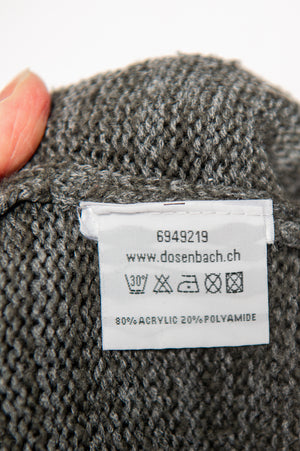 6949219
www.dosenbach.ch
30°
80% ACRYLIC 20% POLYAMIDE